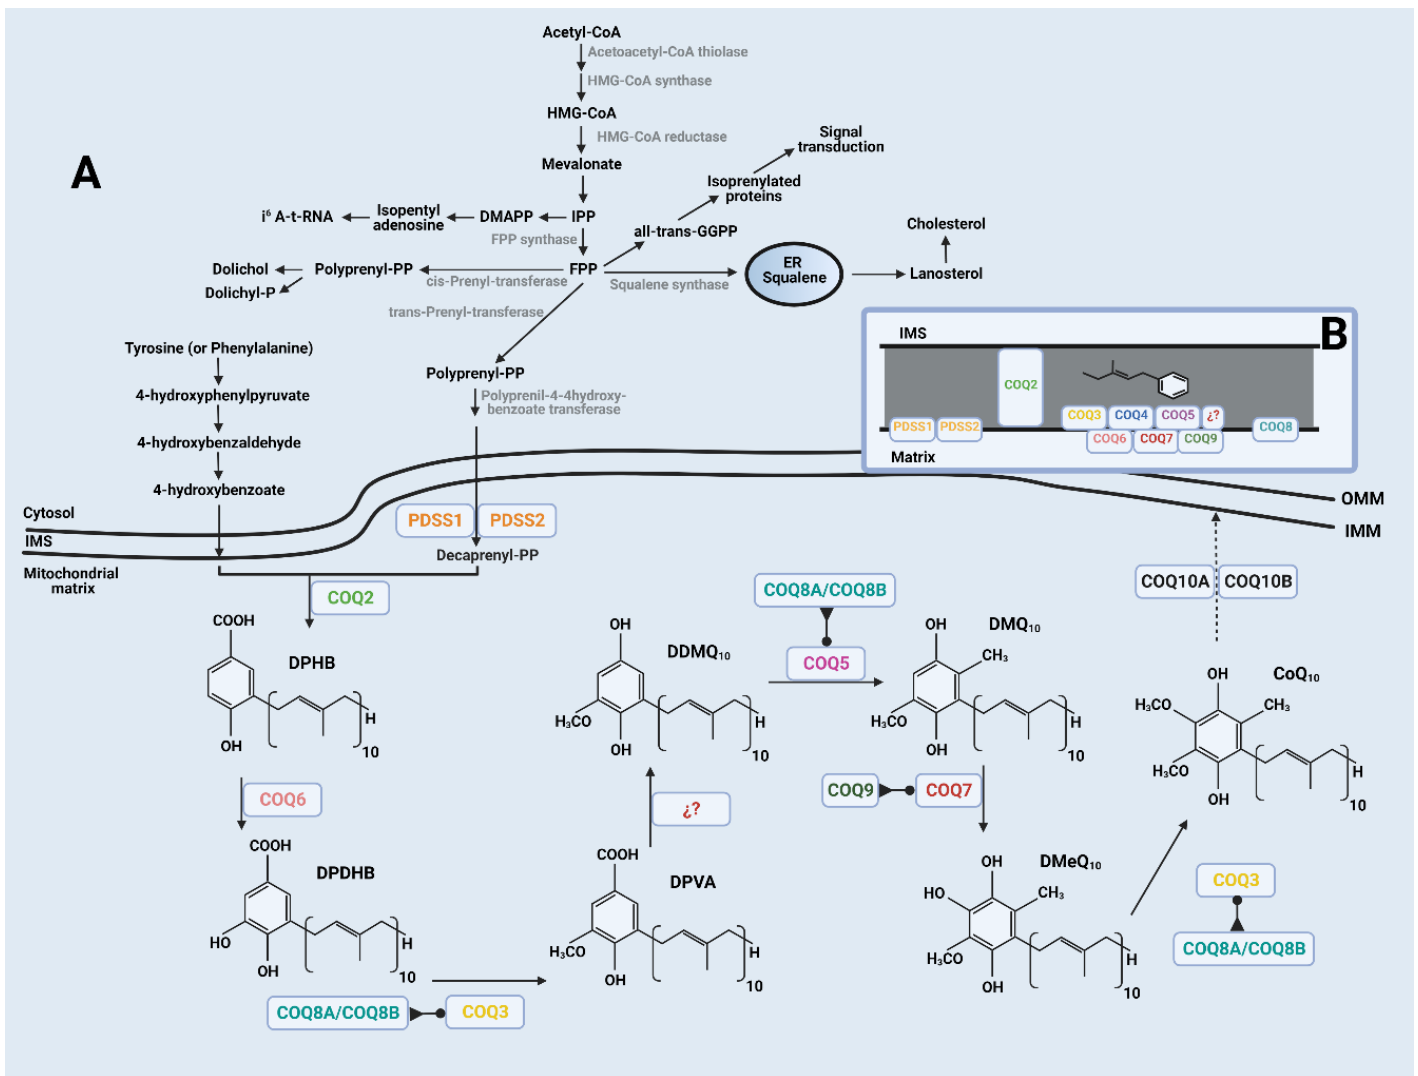 A
Acetyl-CoA
Acetoacetyl-CoA thiolase
HMG-CoA synthase
HMG-CoA
HMG-CoA reductase
Mevalonate
Signal
transduction
Isoprenylated
proteins
i⁶ A-t-RNA
Isopentyl
adenosine
DMAPP
IPP
all-trans-GGPP
FPP synthase
Cholesterol
Dolichol
Polyprenyl-PP
cis-Prenyl-transferase
FPP
Squalene synthase
ER
Squalene
Lanosterol
Dolichyl-P
trans-Prenyl-transferase
Tyrosine (or Phenylalanine)
4-hydroxyphenylpyruvate
4-hydroxybenzaldehyde
4-hydroxybenzoate
Polyprenyl-PP
Polyprenil-4-4hydroxy-
benzoate transferase
B
IMS
COQ2
COQ3
COQ4
COQ5
¿?
PDSS1
PDSS2
COQ6
COQ7
COQ9
COQ8
Matrix
OMM
IMM
Cytosol
IMS
Mitochondrial
matrix
PDSS1
PDSS2
Decaprenyl-PP
COQ2
COOH
DPHB
OH
H
10
COQ6
COOH
DPDHB
HO
OH
H
10
COQ8A/COQ8B
COQ3
COOH
DPVA
H₃CO
OH
H
10
¿?
OH
DDMQ₁₀
H₃CO
OH
H
10
COQ8A/COQ8B
COQ5
OH
DMQ₁₀
CH₃
H₃CO
OH
H
10
COQ9
COQ7
OH
DMeQ₁₀
HO
CH₃
H₃CO
OH
H
10
COQ3
COQ8A/COQ8B
OH
CoQ₁₀
H₃CO
CH₃
H₃CO
OH
H
10
COQ10A
COQ10B